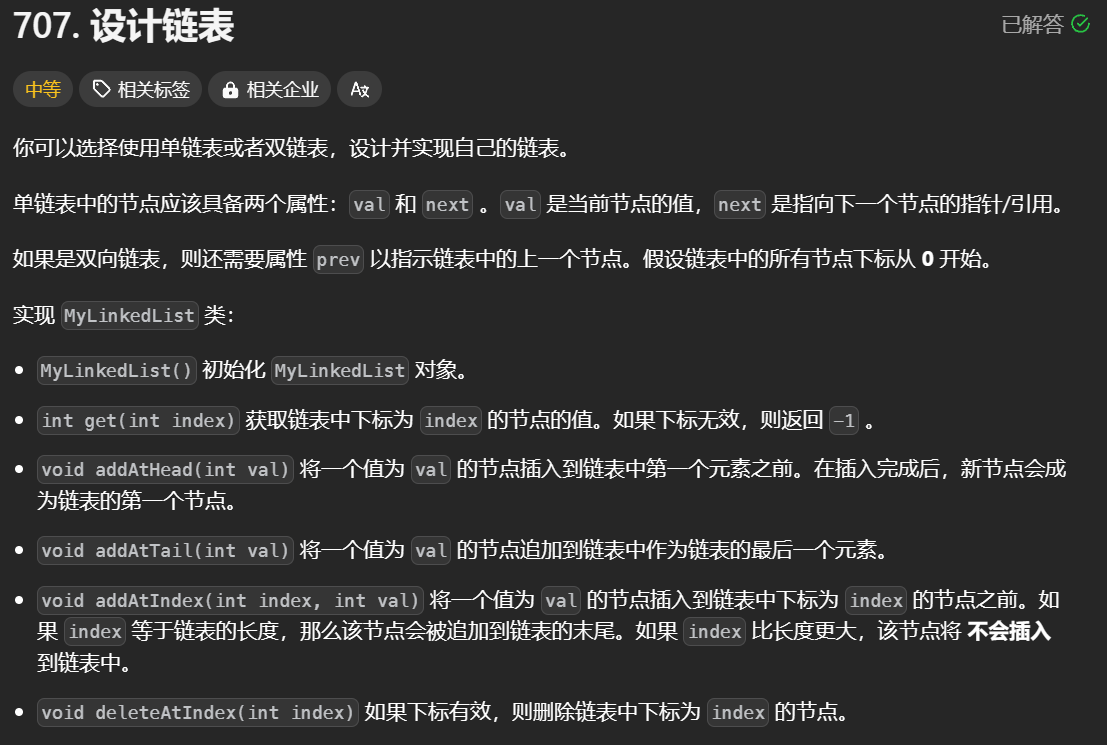 707. 设计链表
已解答
中等 相关标签 相关企业 Ax
你可以选择使用单链表或者双链表，设计并实现自己的链表。
单链表中的节点应该具备两个属性：val 和 next 。val 是当前节点的值，next 是指向下一个节点的指针/引用。
如果是双向链表，则还需要属性 prev 以指示链表中的上一个节点。假设链表中的所有节点下标从 0 开始。
实现 MyLinkedList 类：
• MyLinkedList() 初始化 MyLinkedList 对象。
• int get(int index) 获取链表中下标为 index 的节点的值。如果下标无效，则返回 -1 。
• void addAtHead(int val) 将一个值为 val 的节点插入到链表中第一个元素之前。在插入完成后，新节点会成
为链表的第一个节点。
• void addAtTail(int val) 将一个值为 val 的节点追加到链表中作为链表的最后一个元素。
• void addAtIndex(int index, int val) 将一个值为 val 的节点插入到链表中下标为 index 的节点之前。如
果 index 等于链表的长度，那么该节点会被追加到链表的末尾。如果 index 比长度更大，该节点将 不会插入
到链表中。
• void deleteAtIndex(int index) 如果下标有效，则删除链表中下标为 index 的节点。